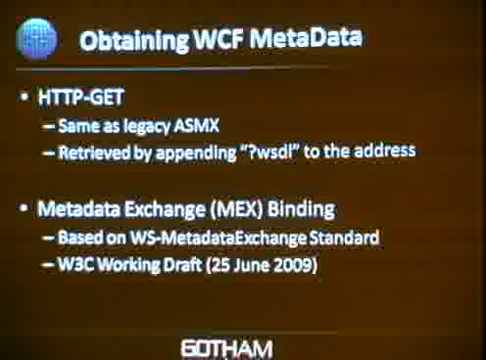 Obtaining WCF MetaData
• HTTP-GET
– Same as legacy ASMX
– Retrieved by appending "?wsdl" to the address
• Metadata Exchange (MEX) Binding
– Based on WS-MetadataExchange Standard
– W3C Working Draft (25 June 2009)
GOTHAM